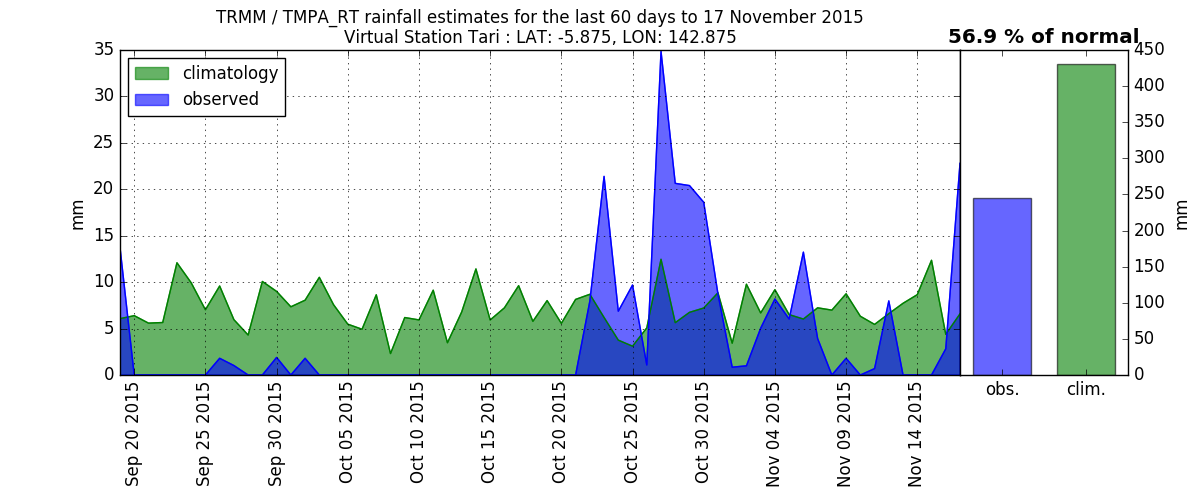 TRMM / TMPA_RT rainfall estimates for the last 60 days to 17 November 2015
Virtual Station Tari : LAT: -5.875, LON: 142.875
56.9 % of normal
climatology
observed
35
30
25
20
15
10
5
0
mm
Sep 20 2015
Sep 25 2015
Sep 30 2015
Oct 05 2015
Oct 10 2015
Oct 15 2015
Oct 20 2015
Oct 25 2015
Oct 30 2015
Nov 04 2015
Nov 09 2015
Nov 14 2015
450
400
350
300
250
200
150
100
50
0
mm
obs.
clim.